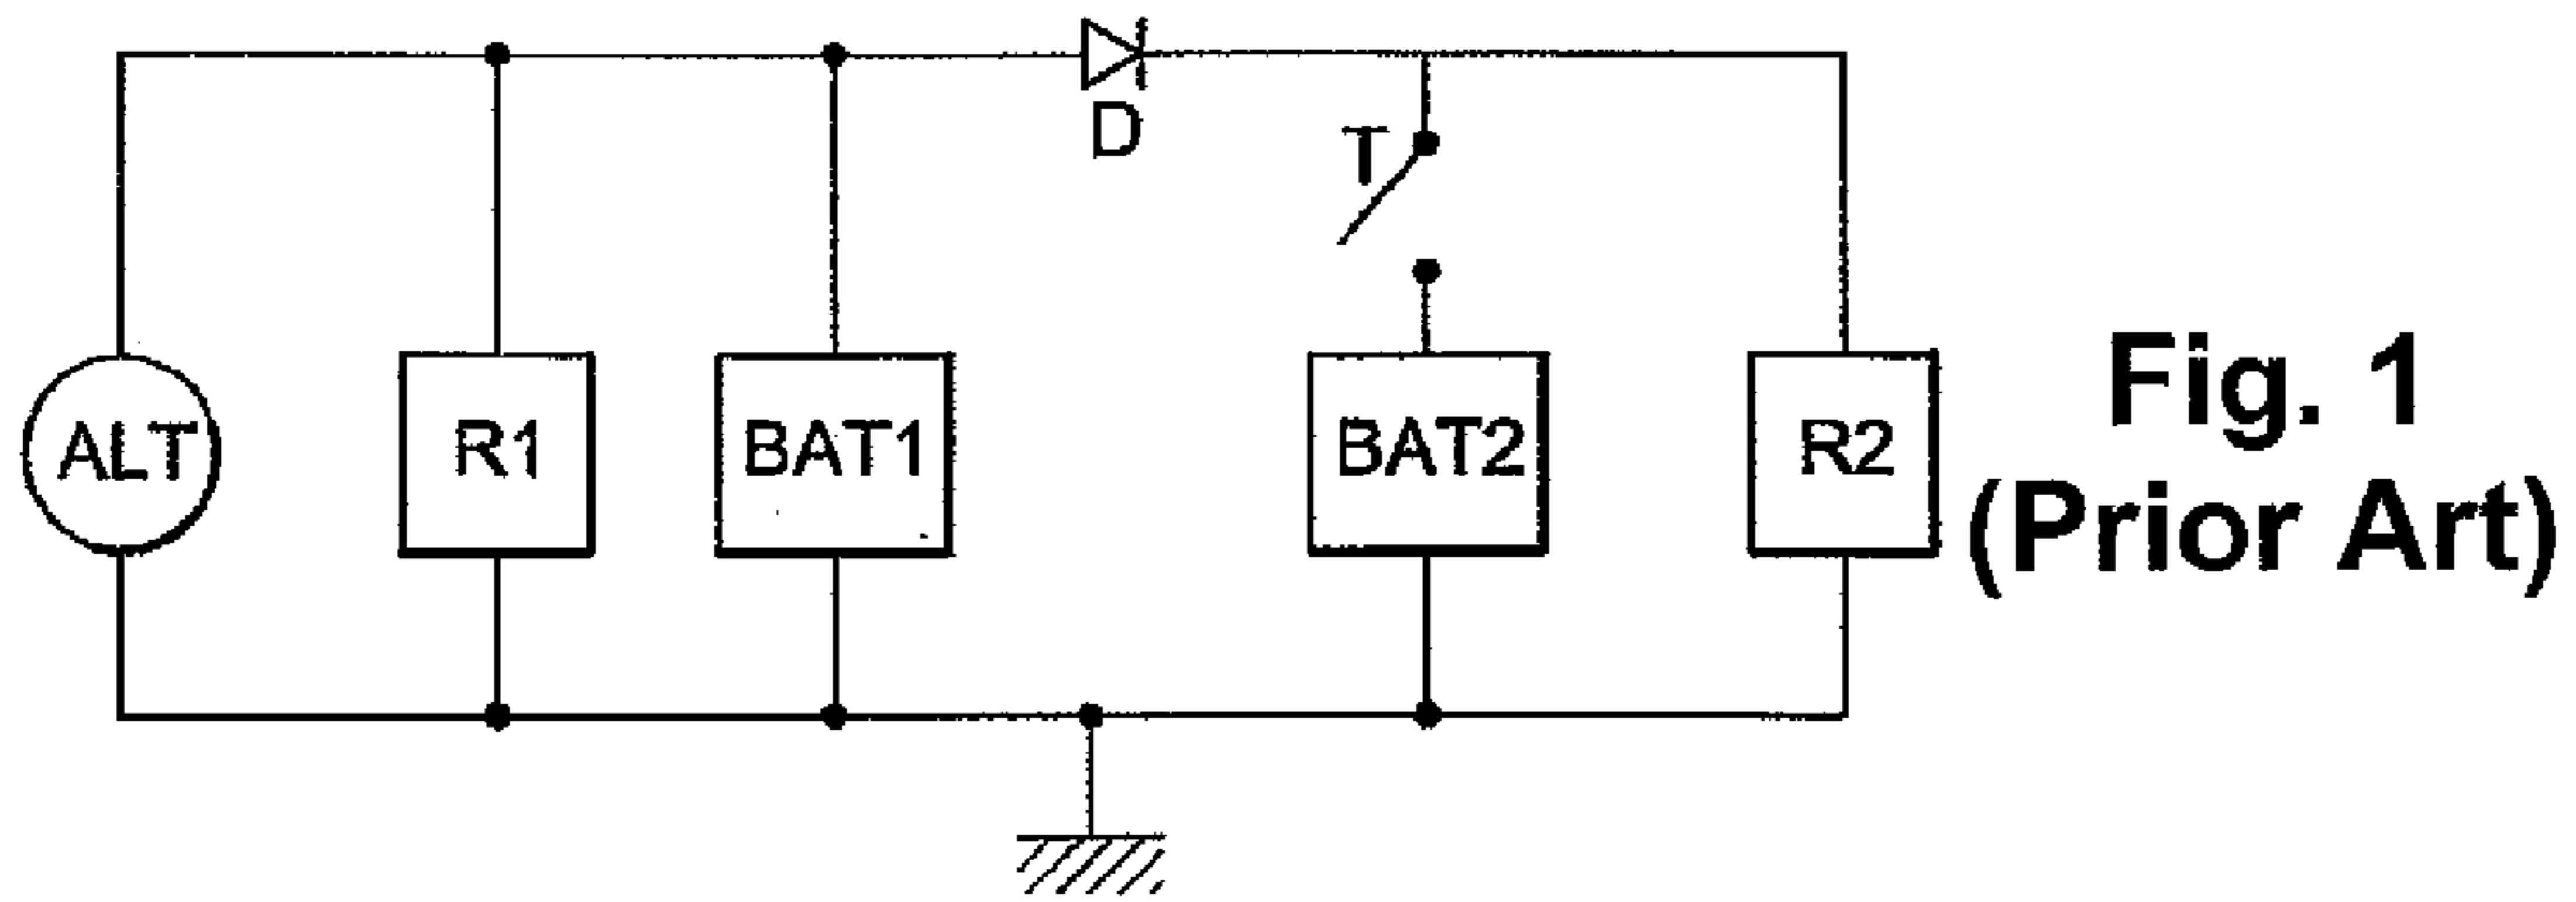 D
T
ALT
R1
BAT1
BAT2
R2
Fig. 1
(Prior Art)